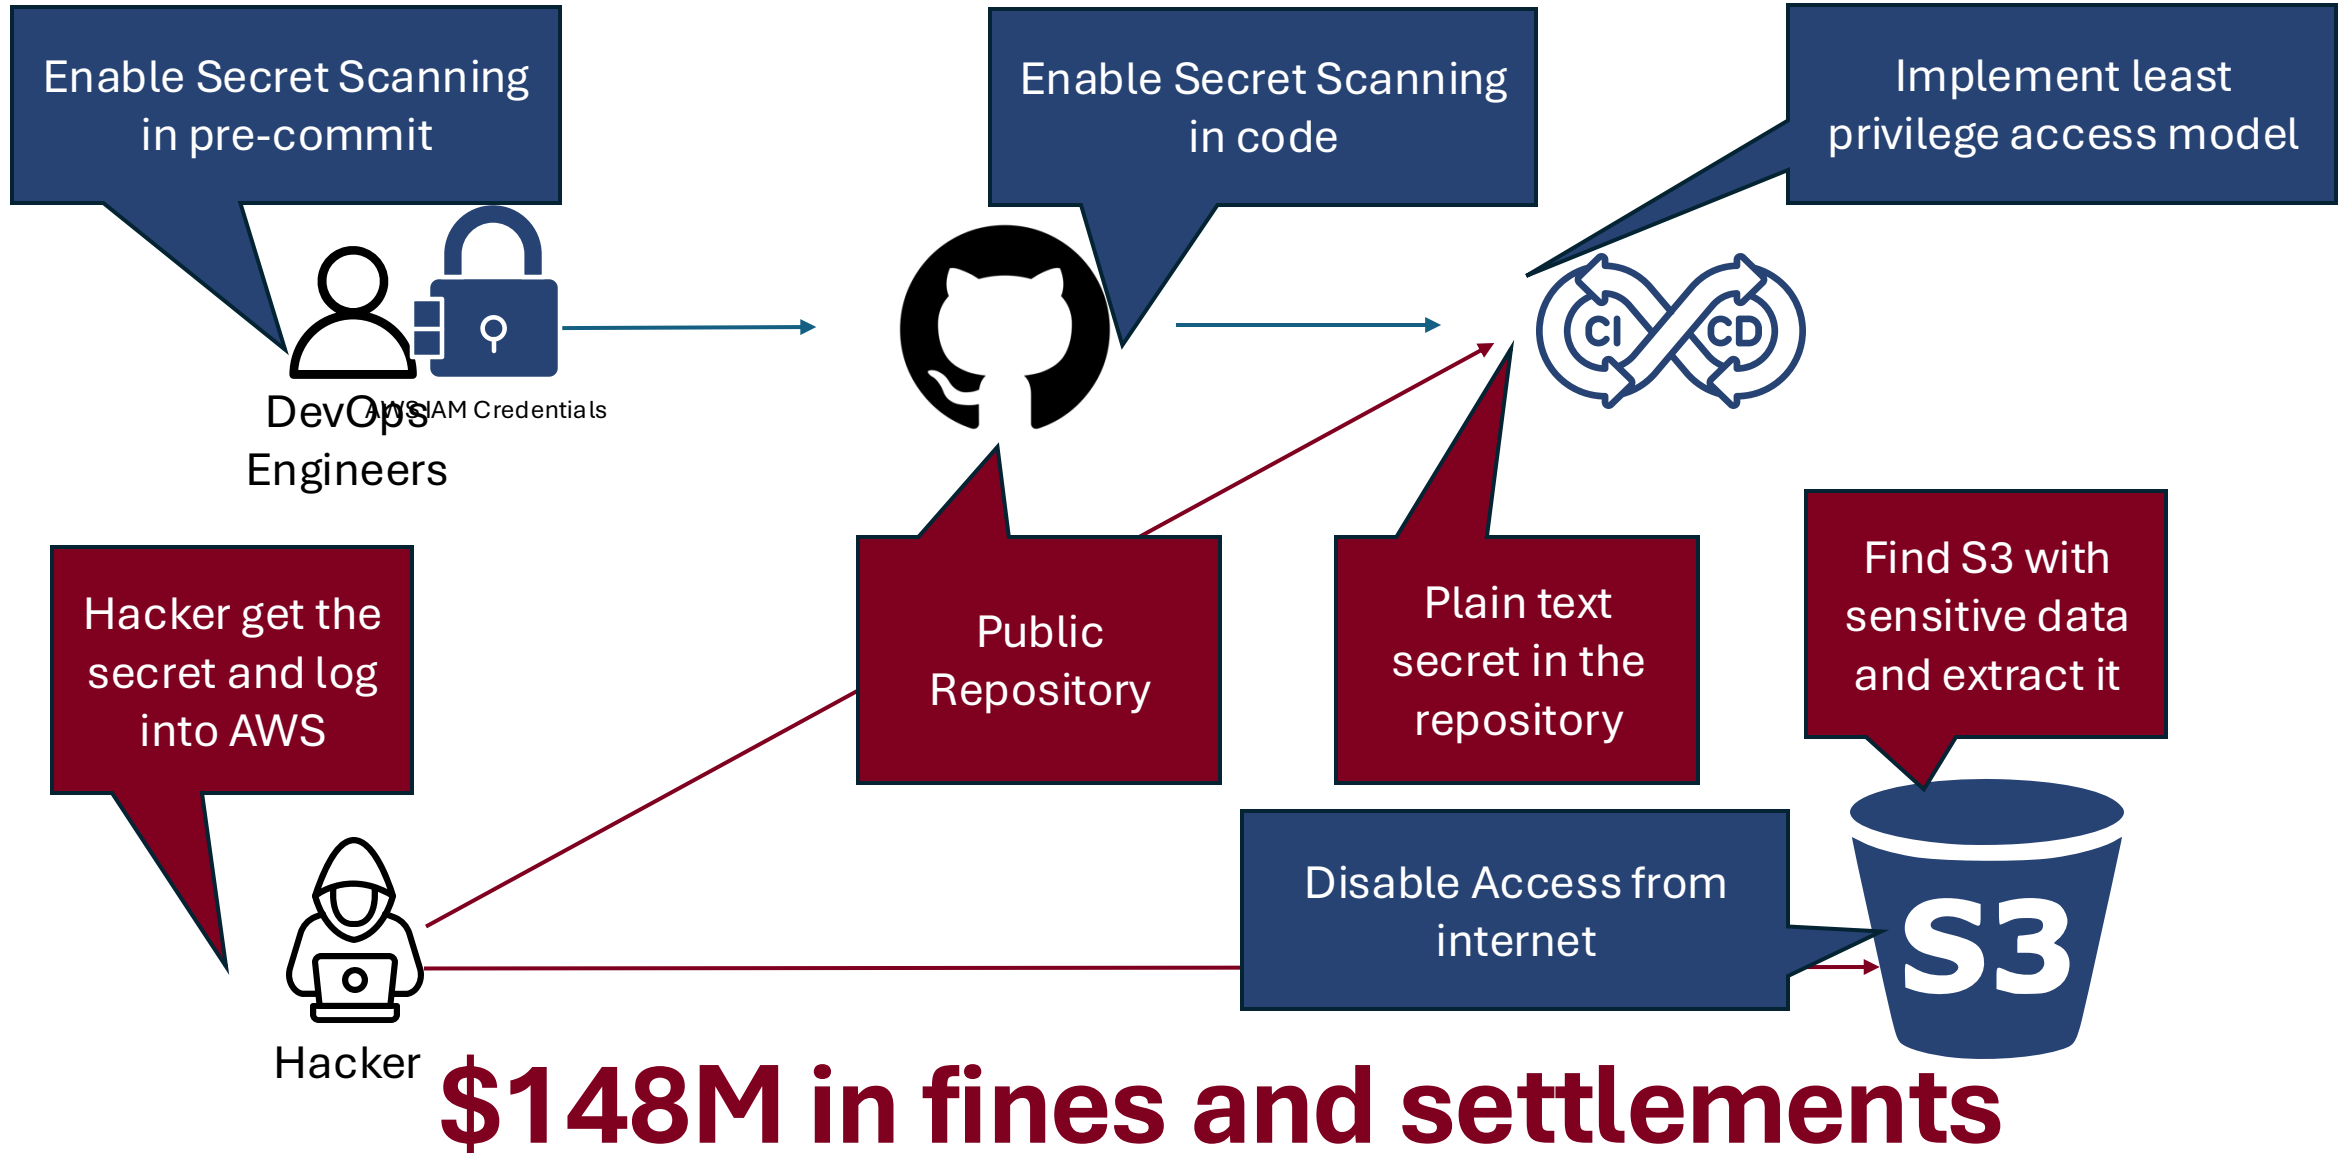 Enable Secret Scanning
in pre-commit
Enable Secret Scanning
in code
Implement least
privilege access model
CI
CD
DevOps
Engineers
AWS IAM Credentials
Hacker get the
secret and log
into AWS
Public
Repository
Plain text
secret in the
repository
Find S3 with
sensitive data
and extract it
Disable Access from
internet
S3
Hacker
$148M in fines and settlements